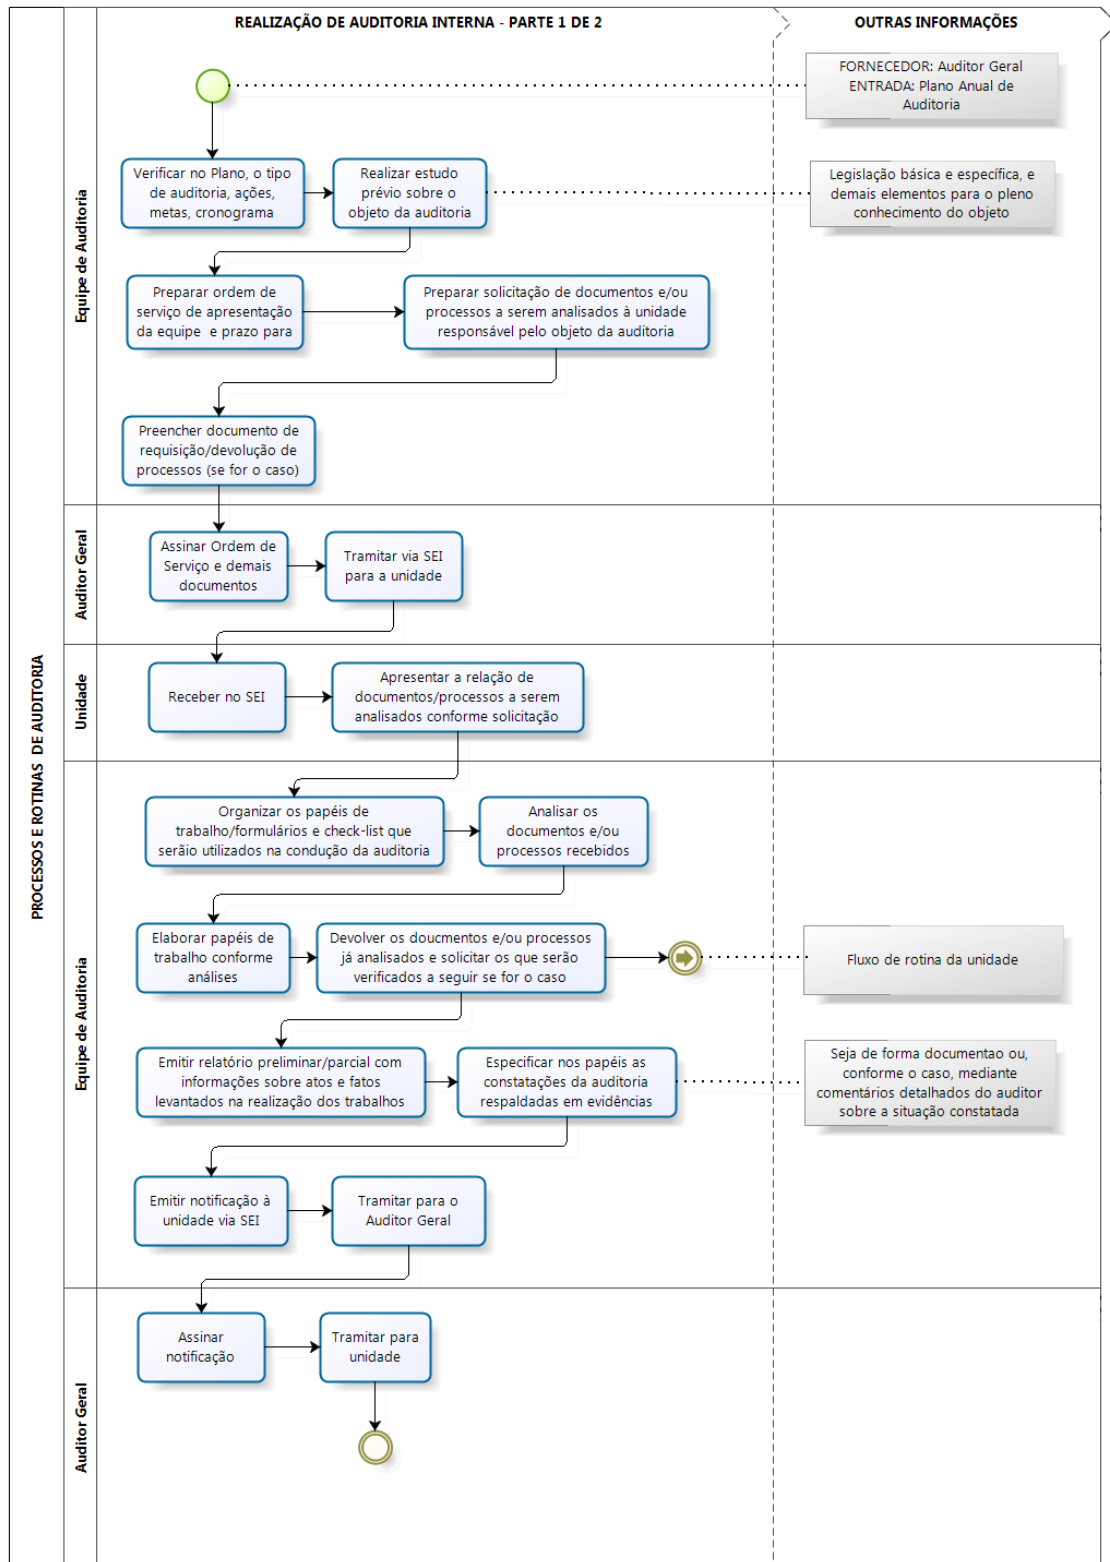 REALIZAÇÃO DE AUDITORIA INTERNA - PARTE 1 DE 2
OUTRAS INFORMAÇÕES
PROCESSOS E ROTINAS DE AUDITORIA
Equipe de Auditoria
FORNECEDOR: Auditor Geral
ENTRADA: Plano Anual de
Auditoria
Verificar no Plano, o tipo
de auditoria, ações,
metas, cronograma
Realizar estudo
prévio sobre o
objeto da auditoria
Legislação básica e específica, e
demais elementos para o pleno
conhecimento do objeto
Preparar ordem de
serviço de apresentação
da equipe e prazo para
Preparar solicitação de documentos e/ou
processos a serem analisados à unidade
responsável pelo objeto da auditoria
Preencher documento de
requisição/devolução de
processos (se for o caso)
Auditor Geral
Assinar Ordem de
Serviço e demais
documentos
Tramitar via SEI
para a unidade
Unidade
Receber no SEI
Apresentar a relação de
documentos/processos a serem
analisados conforme solicitação
Equipe de Auditoria
Organizar os papéis de
trabalho/formulários e check-list que
serãio utilizados na condução da auditoria
Analisar os
documentos e/ou
processos recebidos
Elaborar papéis de
trabalho conforme
análises
Devolver os doucmentos e/ou processos
já analisados e solicitar os que serão
verificados a seguir se for o caso
Fluxo de rotina da unidade
Emitir relatório preliminar/parcial com
informações sobre atos e fatos
levantados na realização dos trabalhos
Especificar nos papéis as
constatações da auditoria
respaldadas em evidências
Seja de forma documentao ou,
conforme o caso, mediante
comentários detalhados do auditor
sobre a situação constatada
Emitir notificação à
unidade via SEI
Tramitar para o
Auditor Geral
Auditor Geral
Assinar
notificação
Tramitar para
unidade